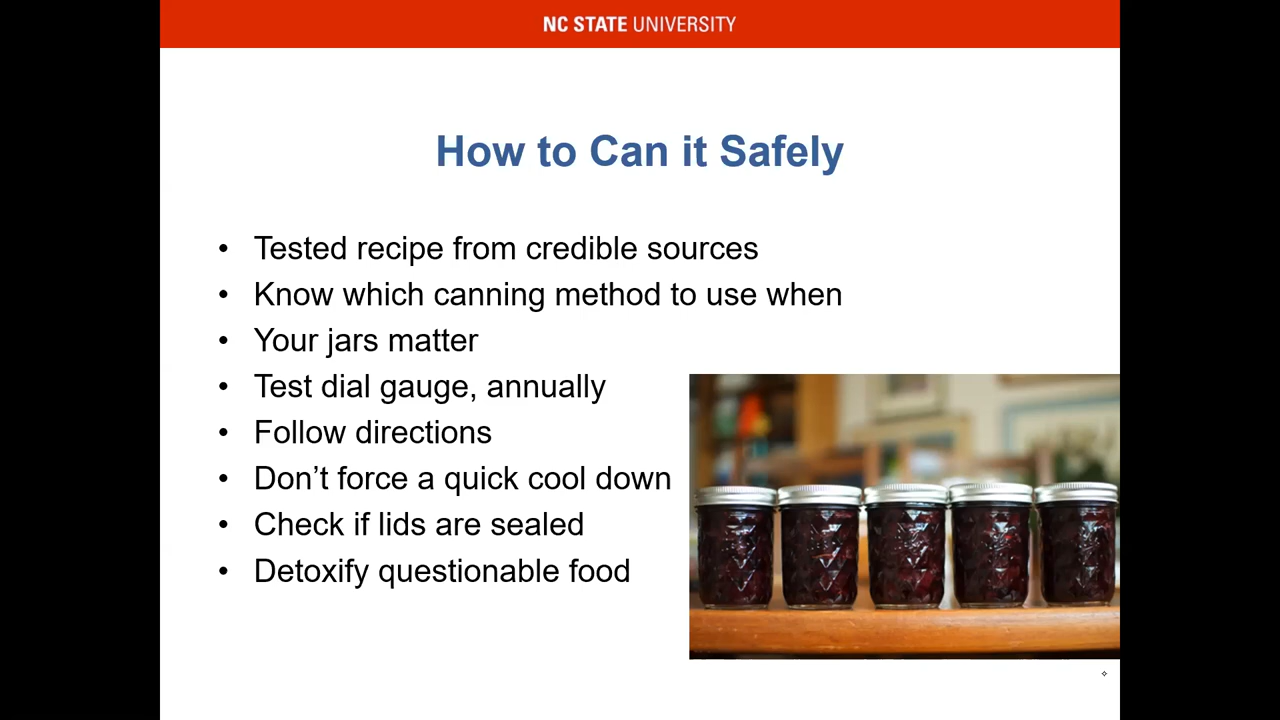 NC STATE UNIVERSITY
How to Can it Safely
• Tested recipe from credible sources
• Know which canning method to use when
• Your jars matter
• Test dial gauge, annually
• Follow directions
• Don’t force a quick cool down
• Check if lids are sealed
• Detoxify questionable food